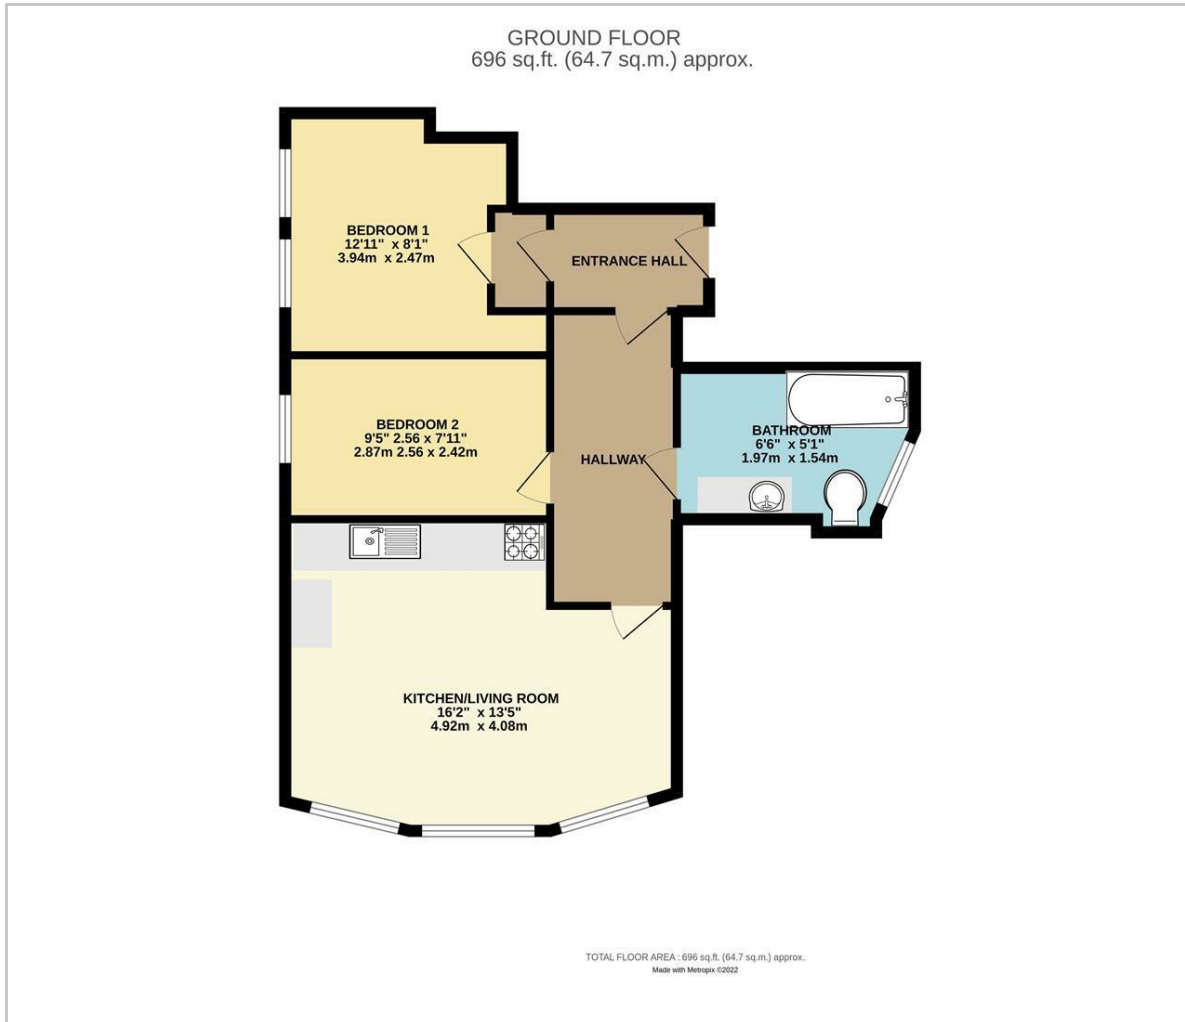 GROUND FLOOR
696 sq.ft. (64.7 sq.m.) approx.
BEDROOM 1
12'11" x 8'1"
3.94m x 2.47m
ENTRANCE HALL
BEDROOM 2
9'5" 2.56 x 7'11"
2.87m 2.56 x 2.42m
HALLWAY
BATHROOM
6'6" x 5'1"
1.97m x 1.54m
KITCHEN/LIVING ROOM
16'2" x 13'5"
4.92m x 4.08m
TOTAL FLOOR AREA : 696 sq.ft. (64.7 sq.m.) approx.
Made with Metropix ©2022